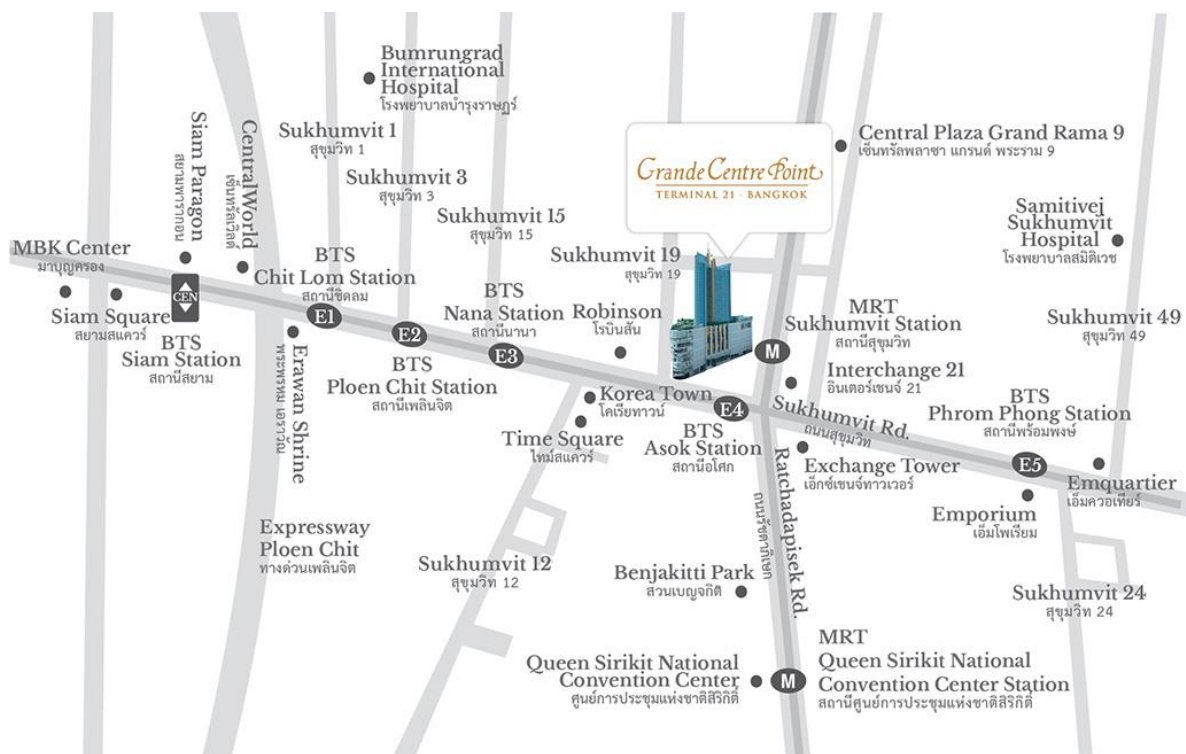 Bumrungrad
International
Hospital
โรงพยาบาลบำรุงราษฎร์
Siam Paragon
สยามพารากอน
CentralWorld
เซ็นทรัลเวิลด์
Sukhumvit 1
สุขุมวิท 1
Sukhumvit 3
สุขุมวิท 3
Sukhumvit 15
สุขุมวิท 15
Sukhumvit 19
สุขุมวิท 19
Grande Centre Point
TERMINAL 21 · BANGKOK
Central Plaza Grand Rama 9
เซ็นทรัลพลาซา แกรนด์ พระราม 9
Samitivej
Sukhumvit
Hospital
โรงพยาบาลสมิติเวช
MBK Center
มาบุญครอง
Siam Square
สยามสแควร์
CEN
BTS
Siam Station
สถานีสยาม
BTS
Chit Lom Station
สถานีชิดลม
E1
Erawan Shrine
พระพรหม เอราวัณ
E2
BTS
Ploen Chit Station
สถานีเพลินจิต
BTS
Nana Station
สถานีนานา
E3
Robinson
โรบินสัน
Korea Town
โคเรียทาวน์
Time Square
ไทม์สแควร์
M
MRT
Sukhumvit Station
สถานีสุขุมวิท
Interchange 21
อินเตอร์เชนจ์ 21
E4
BTS
Asok Station
สถานีอโศก
Sukhumvit Rd.
ถนนสุขุมวิท
Exchange Tower
เอ็กซ์เชนจ์ทาวเวอร์
Ratchadapisek Rd.
ถนนรัชดาภิเษก
Sukhumvit 49
สุขุมวิท 49
BTS
Phrom Phong Station
สถานีพร้อมพงษ์
E5
Emquartier
เอ็มควอเทียร์
Emporium
เอ็มโพเรียม
Expressway
Ploen Chit
ทางด่วนเพลินจิต
Sukhumvit 12
สุขุมวิท 12
Benjakitti Park
สวนเบญจกิติ
Sukhumvit 24
สุขุมวิท 24
Queen Sirikit National
Convention Center
ศูนย์การประชุมแห่งชาติสิริกิติ์
M
MRT
Queen Sirikit National
Convention Center Station
สถานีศูนย์การประชุมแห่งชาติสิริกิติ์